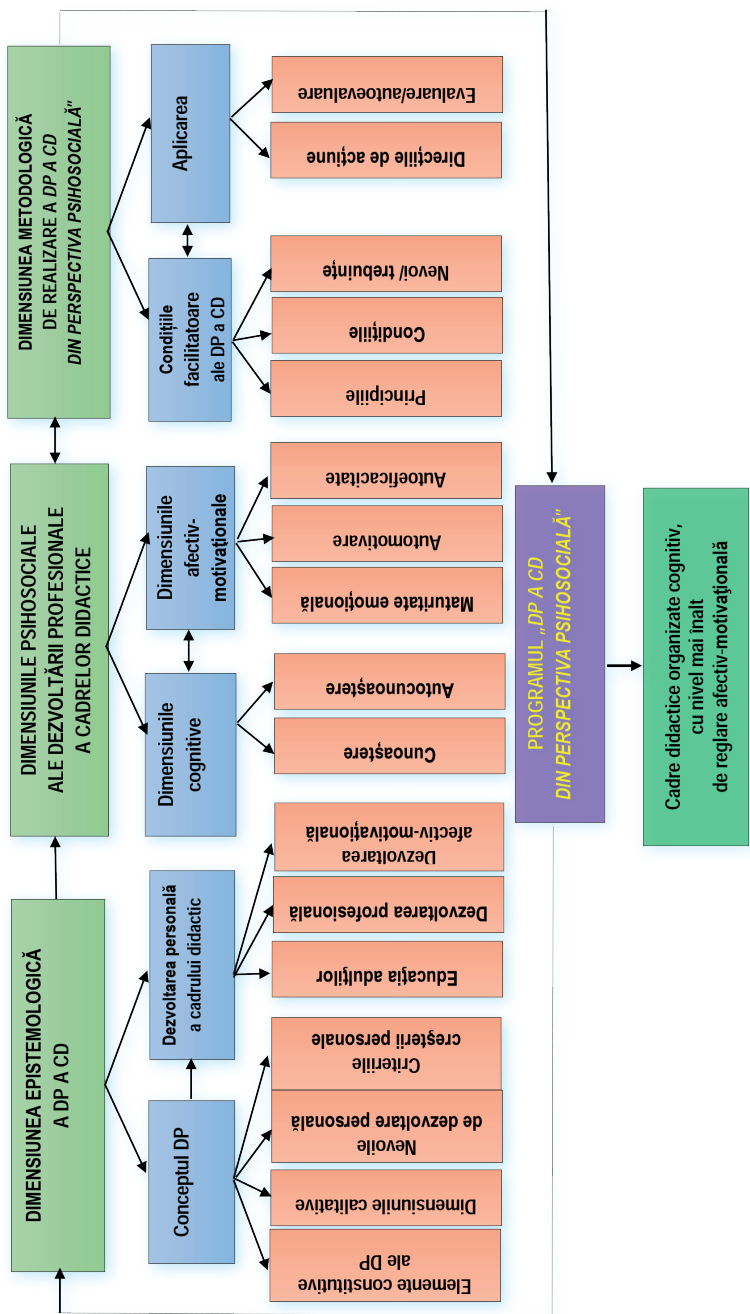 DIMENSIUNEA EPISTEMOLOGICĂ
A DP A CD
DIMENSIUNILE PSIHOSOCIALE
ALE DEZVOLTĂRII PROFESIONALE
A CADRELOR DIDACTICE
DIMENSIUNEA METODOLOGICĂ
DE REALIZARE A DP A CD
DIN PERSPECTIVA PSIHOSOCIALĂ”
Conceptul DP
Dezvoltarea personală
a cadrului didactic
Dimensiunile
cognitive
Dimensiunile
afectiv-
motivaționale
Condițiile
facilitatoare
ale DP a CD
Aplicarea
Elemente constitutive
ale DP
Dimensiunile calitative
Nevoile
de dezvoltare personală
Criteriile
creșterii personale
Educația adulților
Dezvoltarea profesională
Dezvoltarea
afectiv-motivațională
Cunoaștere
Autocunoaștere
Maturitate emoțională
Automotivare
Autoeficacitate
Principiile
Condițiile
Nevoi/ trebuințe
Direcțiile de acțiune
Evaluare/autoevaluare
PROGRAMUL „DP A CD
DIN PERSPECTIVA PSIHOSOCIALĂ”
Cadre didactice organizate cognitiv,
cu nivel mai înalt
de reglare afectiv-motivațională